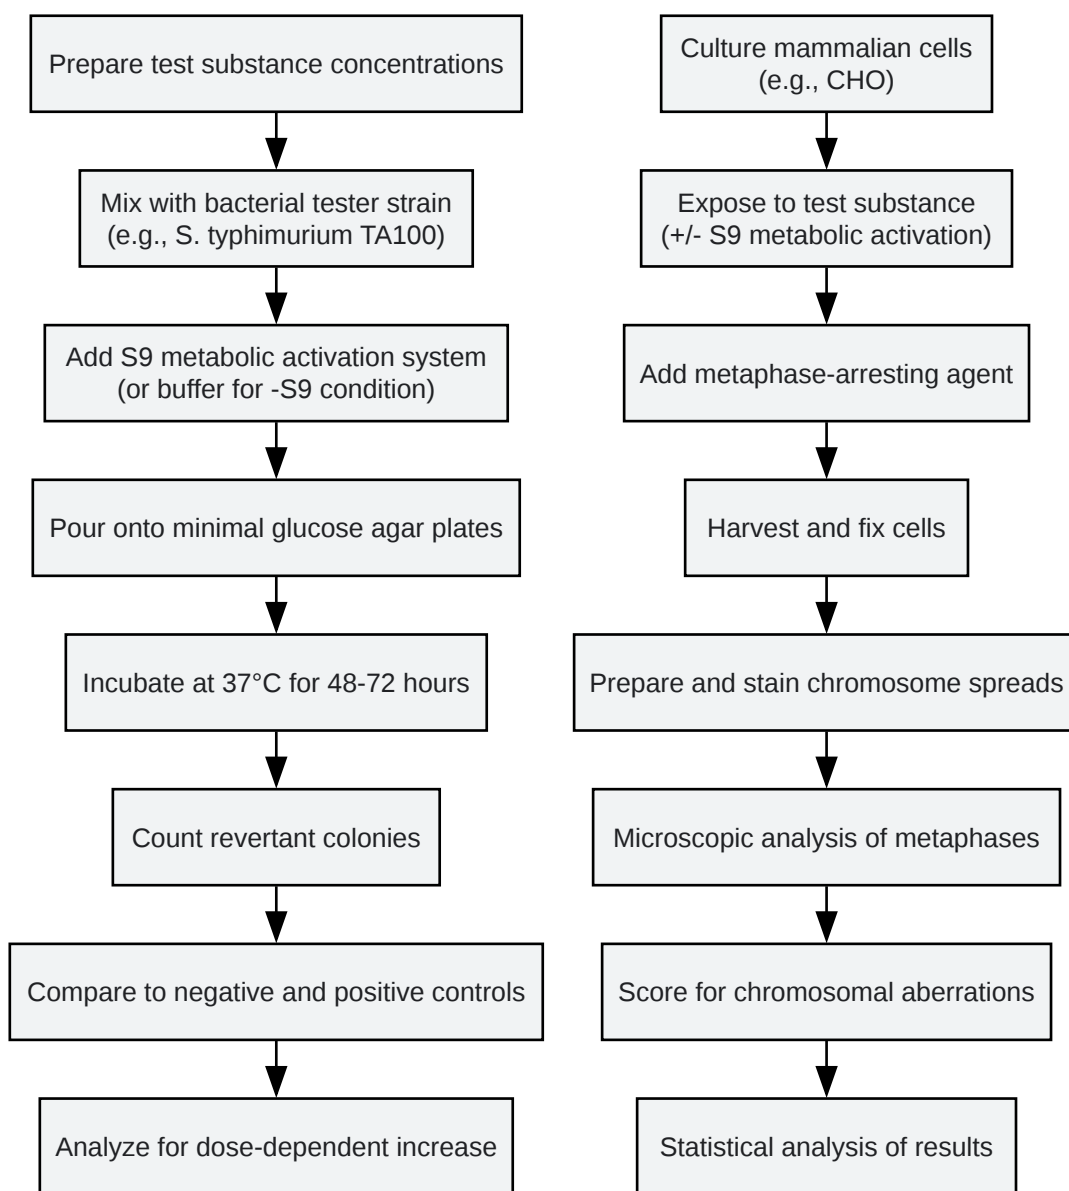 Prepare test substance concentrations
Mix with bacterial tester strain
(e.g., S. typhimurium TA100)
Add S9 metabolic activation system
(or buffer for -S9 condition)
Pour onto minimal glucose agar plates
Incubate at 37°C for 48-72 hours
Count revertant colonies
Compare to negative and positive controls
Analyze for dose-dependent increase
Culture mammalian cells
(e.g., CHO)
Expose to test substance
(+/- S9 metabolic activation)
Add metaphase-arresting agent
Harvest and fix cells
Prepare and stain chromosome spreads
Microscopic analysis of metaphases
Score for chromosomal aberrations
Statistical analysis of results